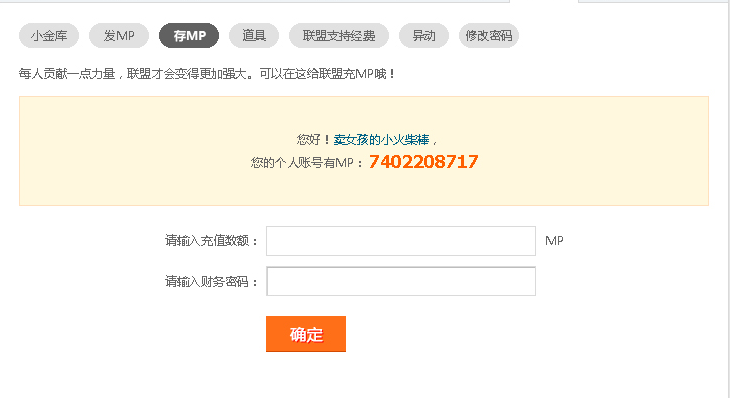 小金库 发MP 存MP 道具 联盟支持经费 异动 修改密码
每人贡献一点力量，联盟才会变得更加强大。可以在这给联盟充MP哦！
您好！卖女孩的小火柴棒，
您的个人账号有MP：7402208717
请输入充值数额： MP
请输入财务密码：
确定